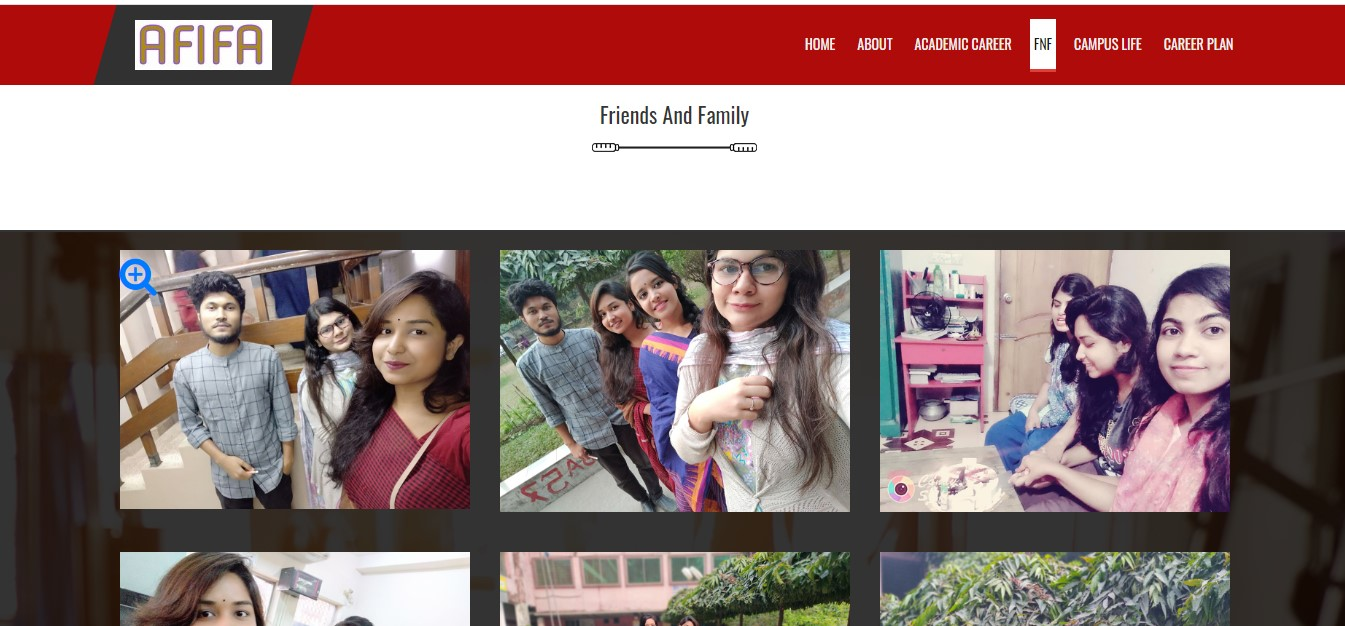 AFIFA
HOME ABOUT ACADEMIC CAREER FNF CAMPUS LIFE CAREER PLAN
Friends And Family